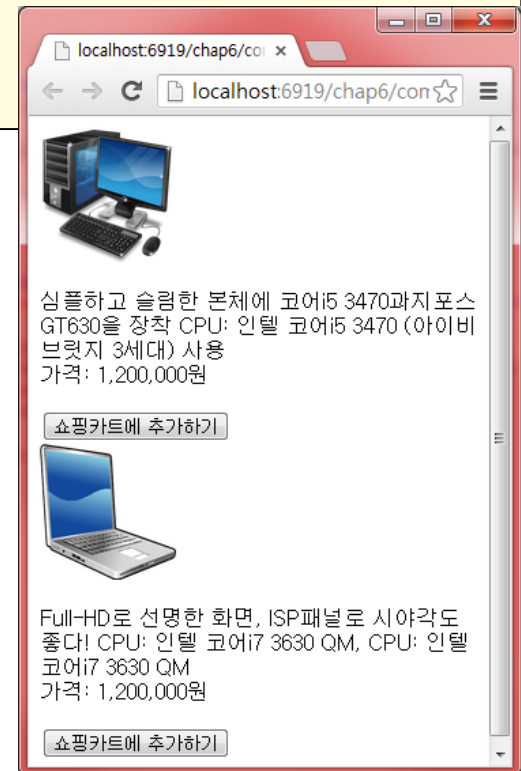 localhost:6919/chap6/co
localhost:6919/chap6/com
심플하고 슬림한 본체에 코어i5 3470과지포스
GT630을 장착 CPU: 인텔 코어i5 3470 (아이비
브릿지 3세대) 사용
가격: 1,200,000원
쇼핑카트에 추가하기
Full-HD로 선명한 화면, ISP패널로 시야각도
좋다! CPU: 인텔 코어i7 3630 QM, CPU: 인텔
코어i7 3630 QM
가격: 1,200,000원
쇼핑카트에 추가하기